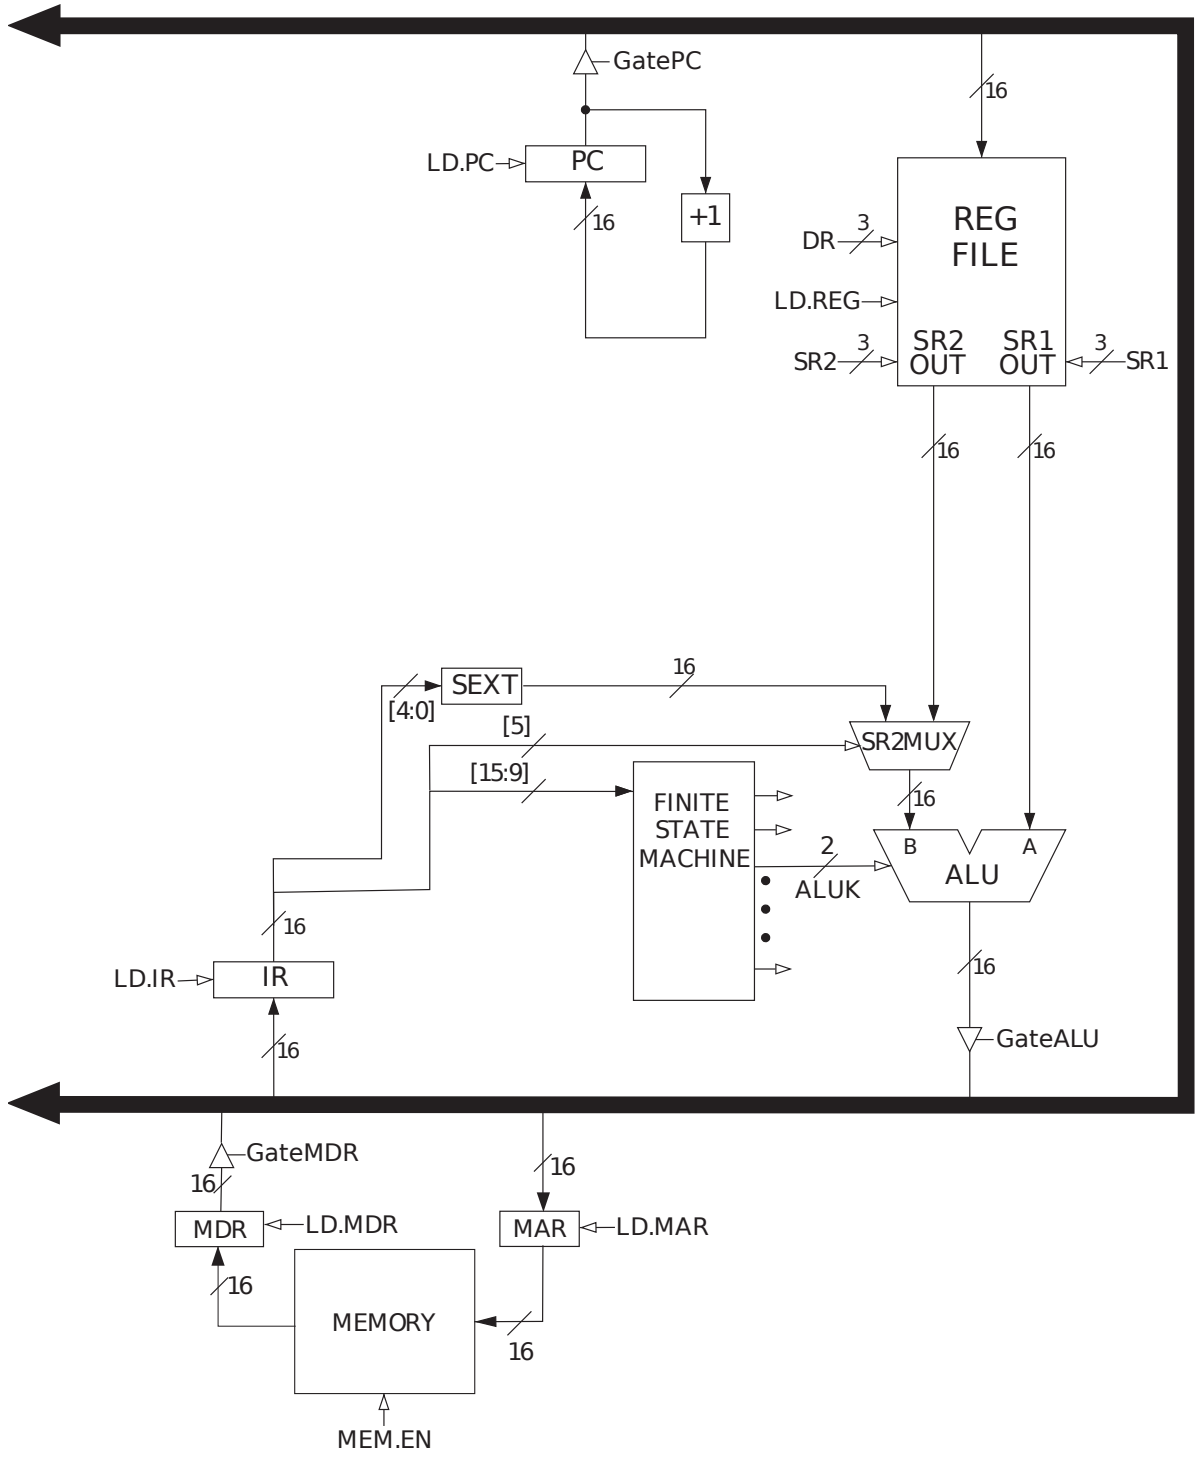 GatePC
16
LD.PC
PC
16
+1
REG
FILE
DR
3
LD.REG
SR2
3
SR2
OUT
SR1
OUT
3
SR1
16
16
SEXT
16
[4:0]
[5]
SR2MUX
[15:9]
16
FINITE
STATE
MACHINE
2
ALUK
B
A
ALU
16
LD.IR
IR
16
16
GateALU
GateMDR
16
16
MDR
LD.MDR
MAR
LD.MAR
16
MEMORY
16
MEM.EN